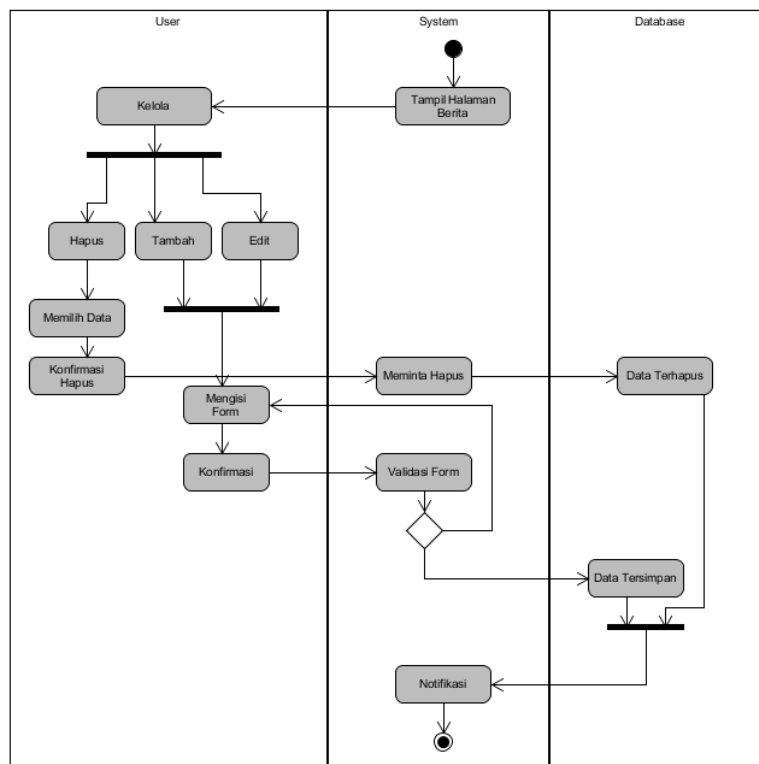 User
System
Database
Tampil Halaman
Berita
Kelola
Hapus
Tambah
Edit
Memilih Data
Konfirmasi
Hapus
Meminta Hapus
Data Terhapus
Mengisi
Form
Konfirmasi
Validasi Form
Data Tersimpan
Notifikasi